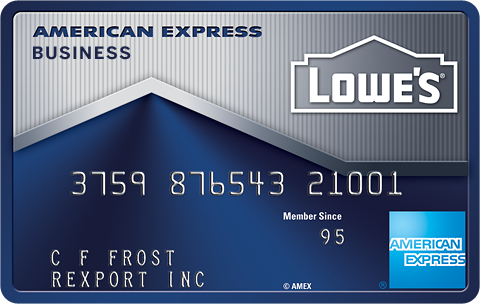 AMERICAN EXPRESS
BUSINESS
LOWE'S®
3759 876543 21001
Member Since
95
AMERICAN
EXPRESS
C F FROST
REXPORT INC
© AMEX
®